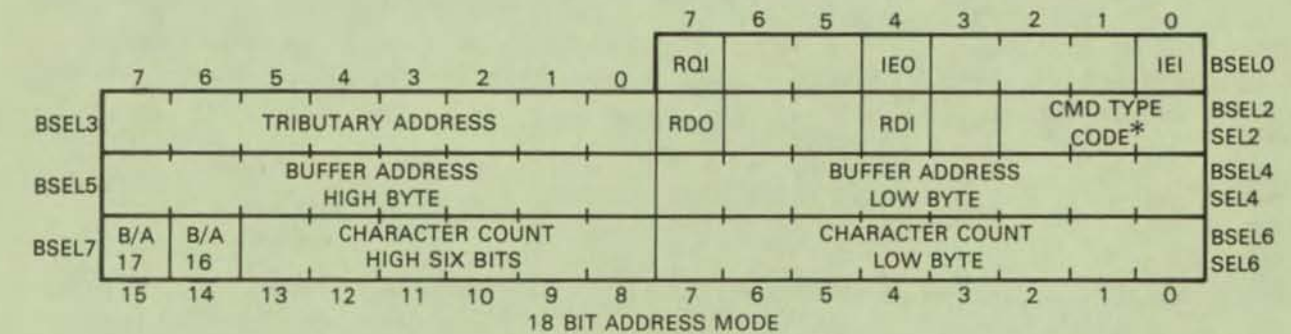 7 6 5 4 3 2 1 0
RQI IEO IEI BSEL0
7 6 5 4 3 2 1 0
BSEL3 TRIBUTARY ADDRESS RDO RDI CMD TYPE CODE* BSEL2 SEL2
BSEL5 BUFFER ADDRESS HIGH BYTE BUFFER ADDRESS LOW BYTE BSEL4 SEL4
BSEL7 B/A 17 B/A 16 CHARACTER COUNT HIGH SIX BITS CHARACTER COUNT LOW BYTE BSEL6 SEL6
15 14 13 12 11 10 9 8 7 6 5 4 3 2 1 0
18 BIT ADDRESS MODE